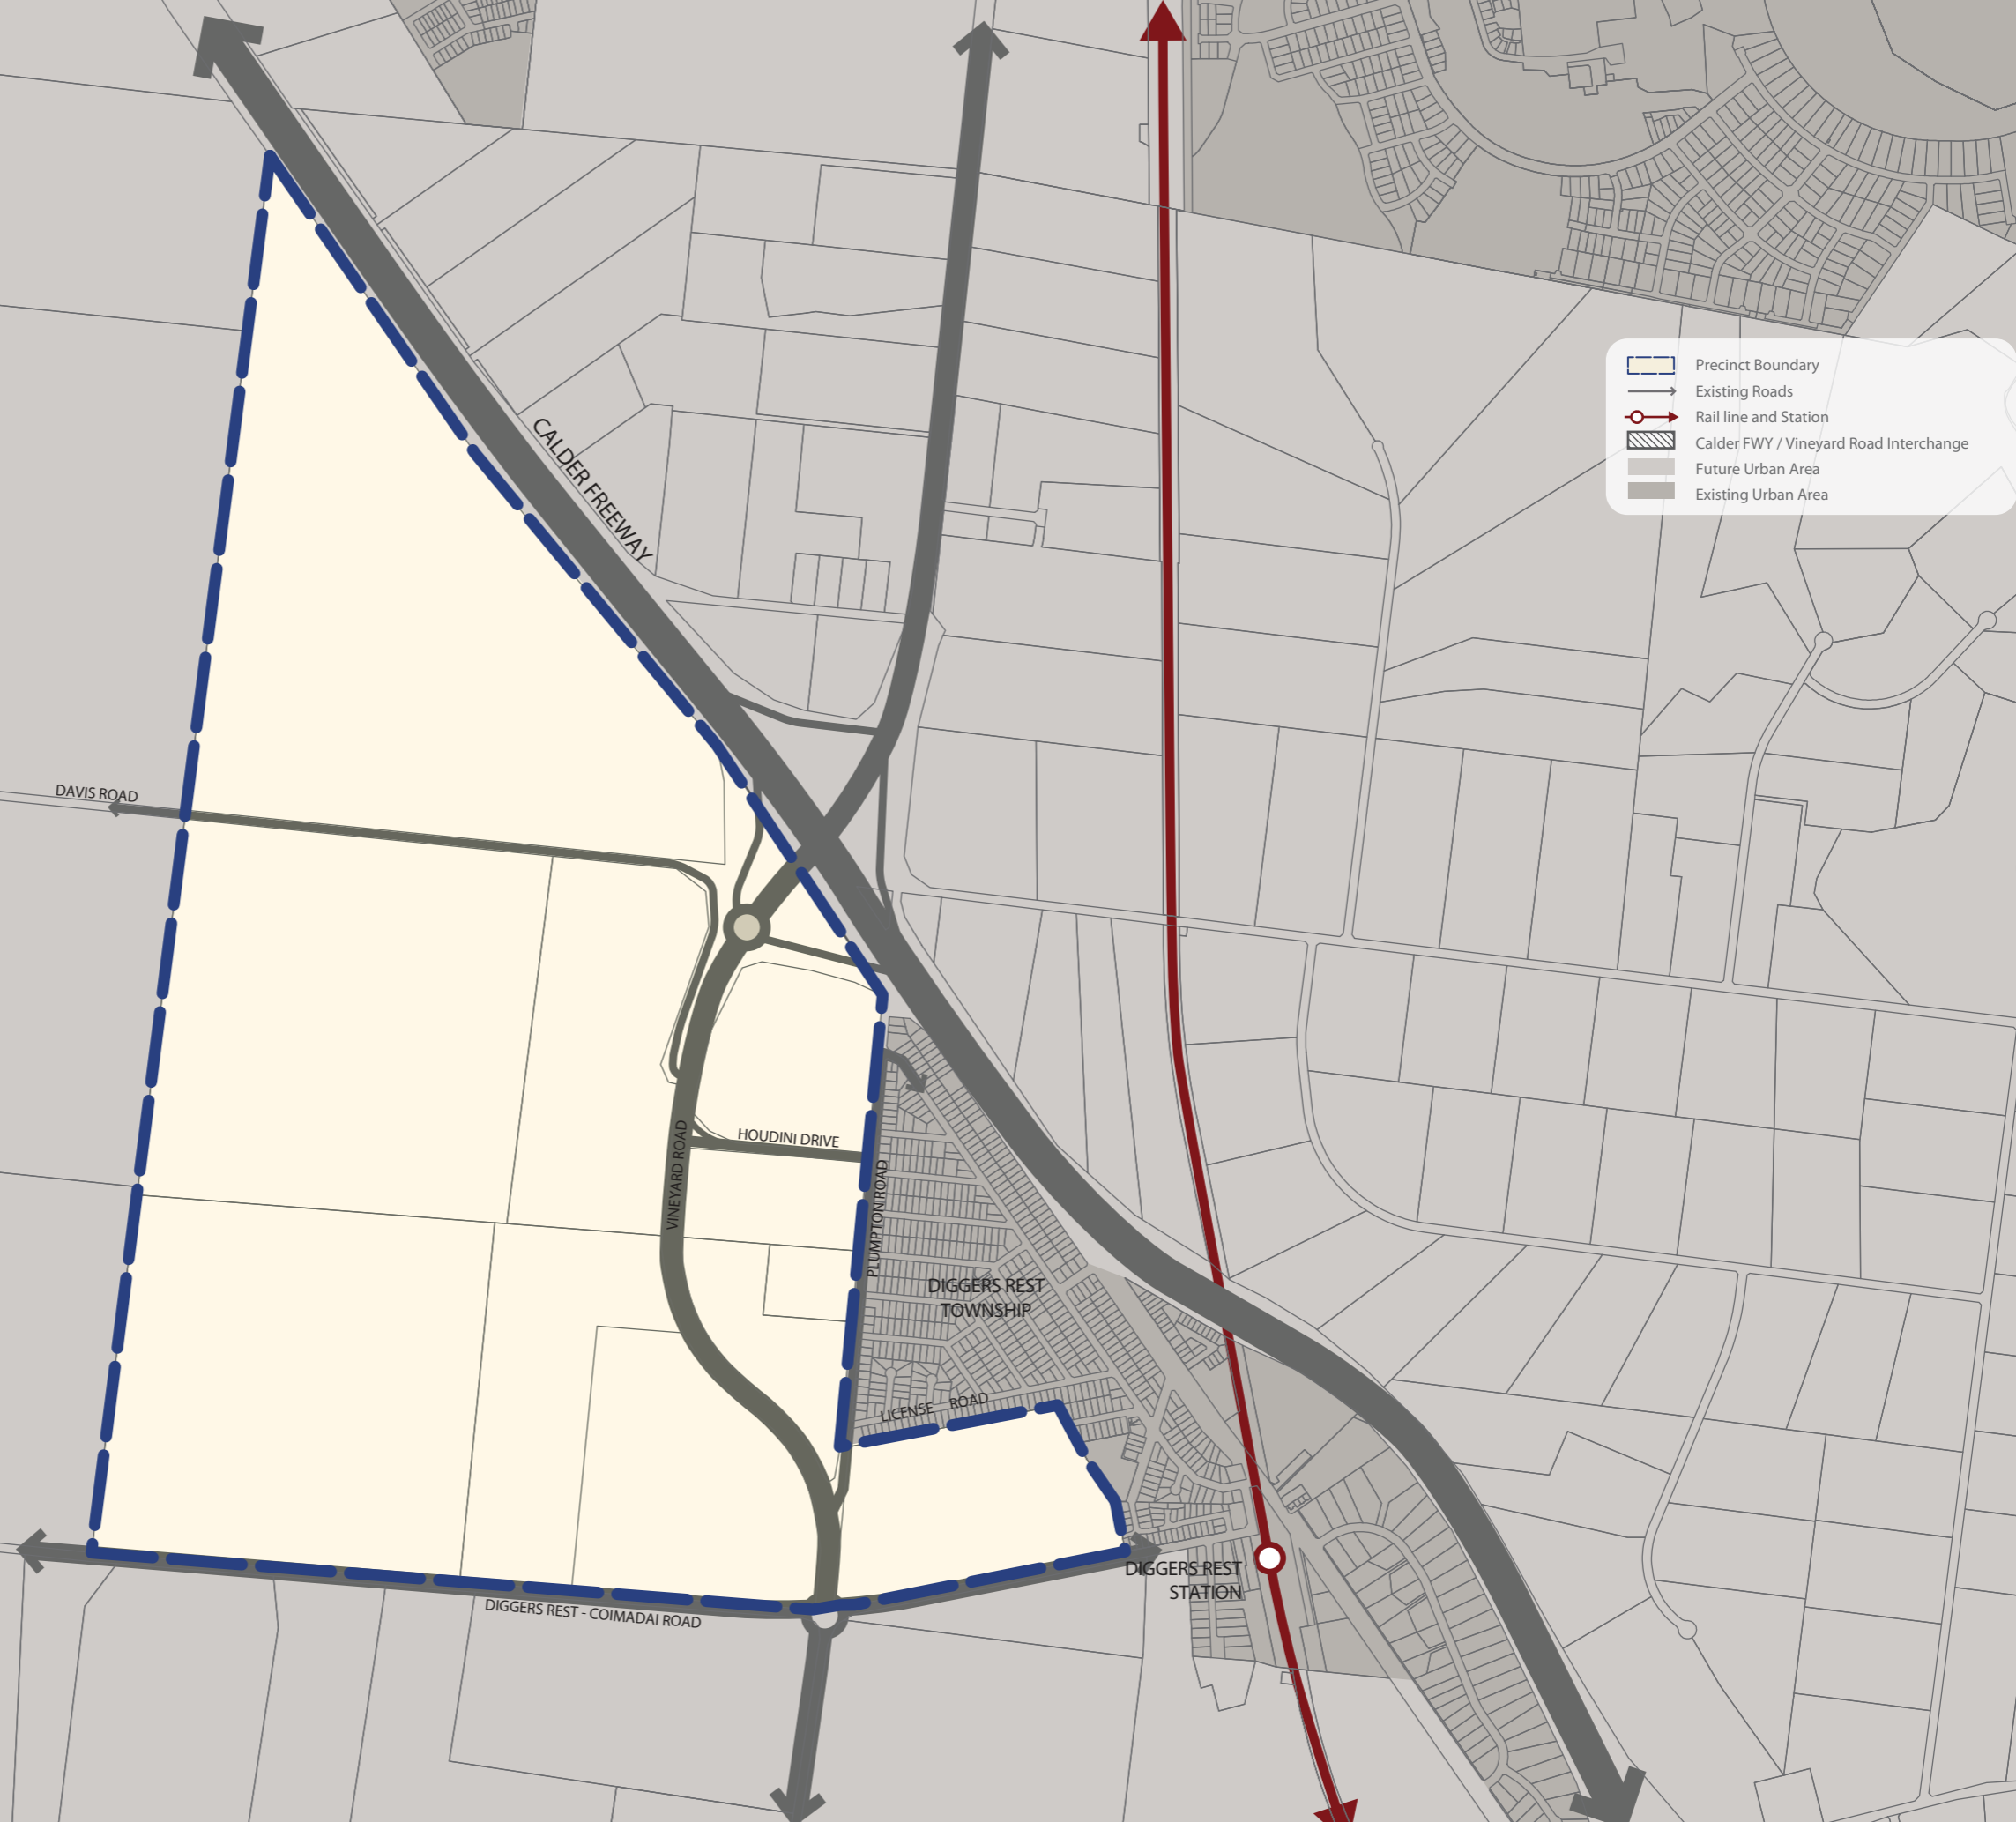 CALDER FREEWAY
Precinct Boundary
Existing Roads
Rail line and Station
Calder FWY / Vineyard Road Interchange
Future Urban Area
Existing Urban Area
DAVIS ROAD
HOUDINI DRIVE
VINEYARD ROAD
PLUMPTON ROAD
DIGGERS REST
TOWNSHIP
LICENSE ROAD
DIGGERS REST
STATION
DIGGERS REST - COIMADAI ROAD